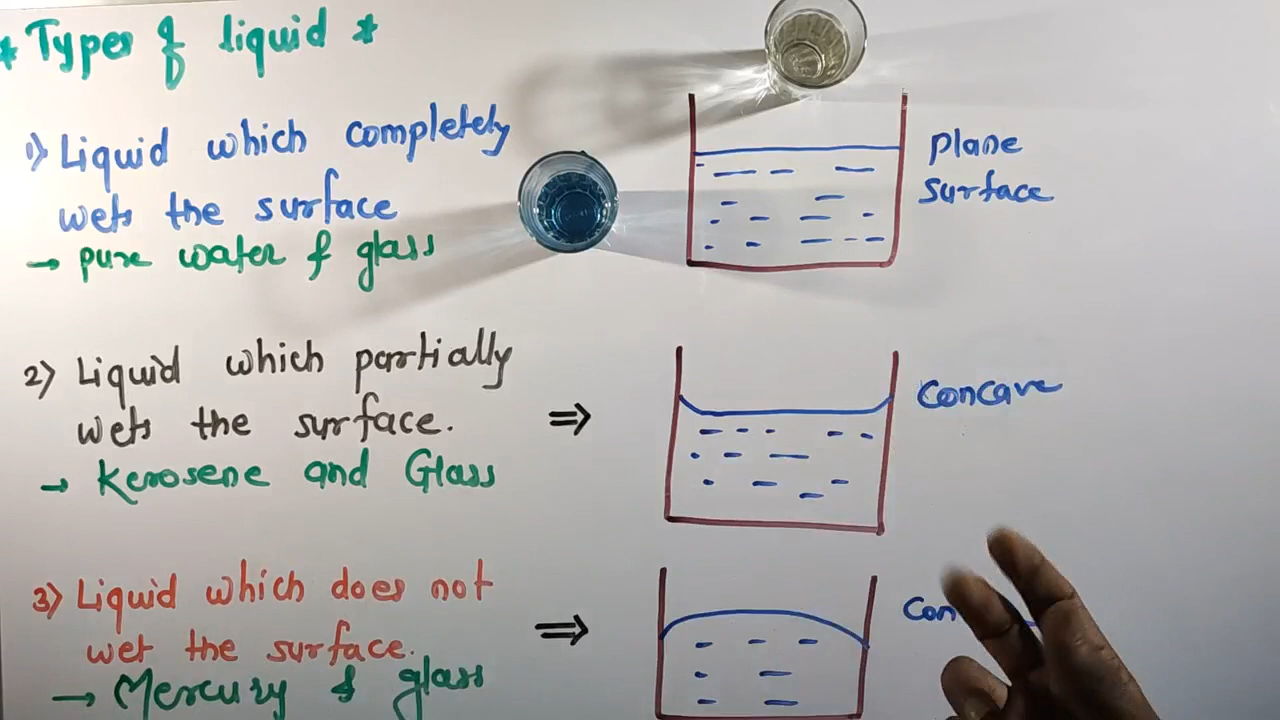 * Types of liquid *
1) Liquid which completely
wets the surface
→ pure water & glass
Plane
surface
2) Liquid which partially
wets the surface. ⇒
→ Kerosene and Glass
Concave
3) Liquid which does not
wet the surface. ⇒
→ Mercury & glass